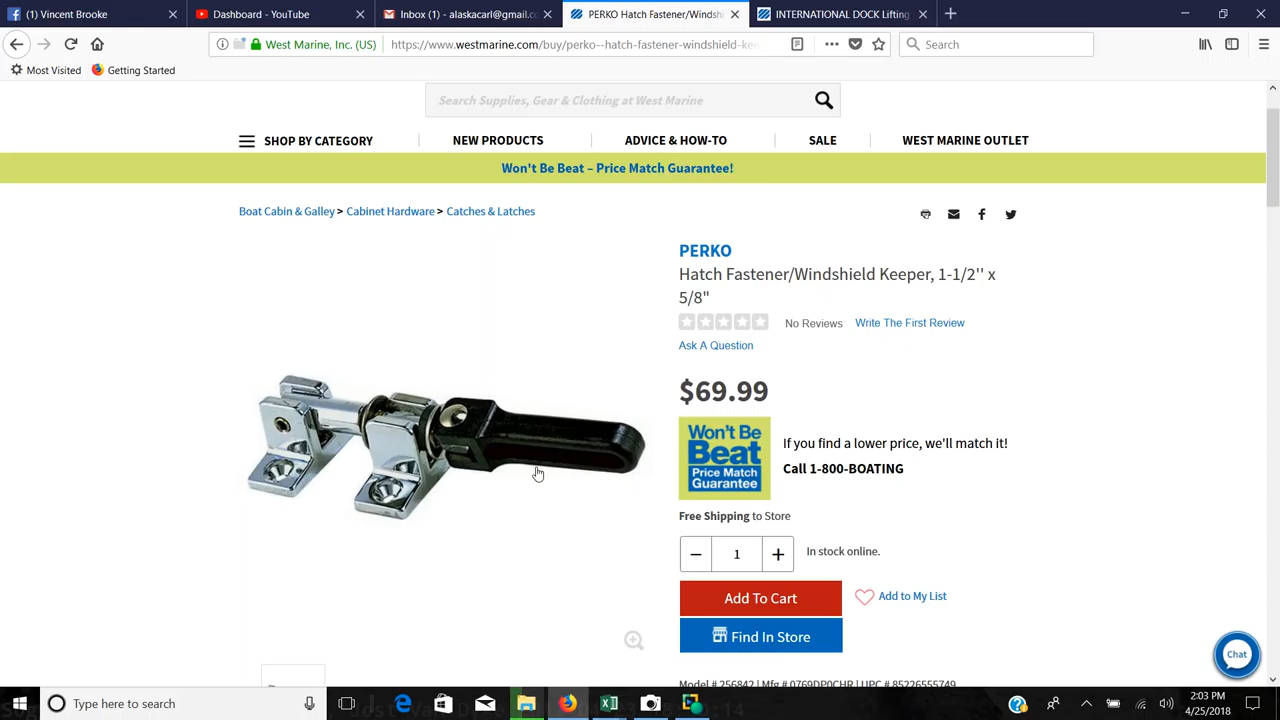 Vincent Brooke
Dashboard - YouTube
Inbox (1) - alaskacarl@gmail.c
PERKO Hatch Fastener/Windshi
INTERNATIONAL DOCK Lifting
West Marine, Inc. (US)
https://www.westmarine.com/buy/perko--hatch-fastener-windshield-kee
Search
Most Visited
Getting Started
Search Supplies, Gear & Clothing at West Marine
SHOP BY CATEGORY
NEW PRODUCTS
ADVICE & HOW-TO
SALE
WEST MARINE OUTLET
Won't Be Beat – Price Match Guarantee!
Boat Cabin & Galley > Cabinet Hardware > Catches & Latches
PERKO
Hatch Fastener/Windshield Keeper, 1-1/2'' x
5/8"
No Reviews
Write The First Review
Ask A Question
$69.99
Won't Be
Beat
Price Match
Guarantee!
If you find a lower price, we'll match it!
Call 1-800-BOATING
Free Shipping to Store
1
In stock online.
Add To Cart
Add to My List
Find In Store
Chat
Model # 256842 | Mfg # 0769DP0CHR | UPC # 85226555749
Type here to search
2:03 PM
4/25/2018